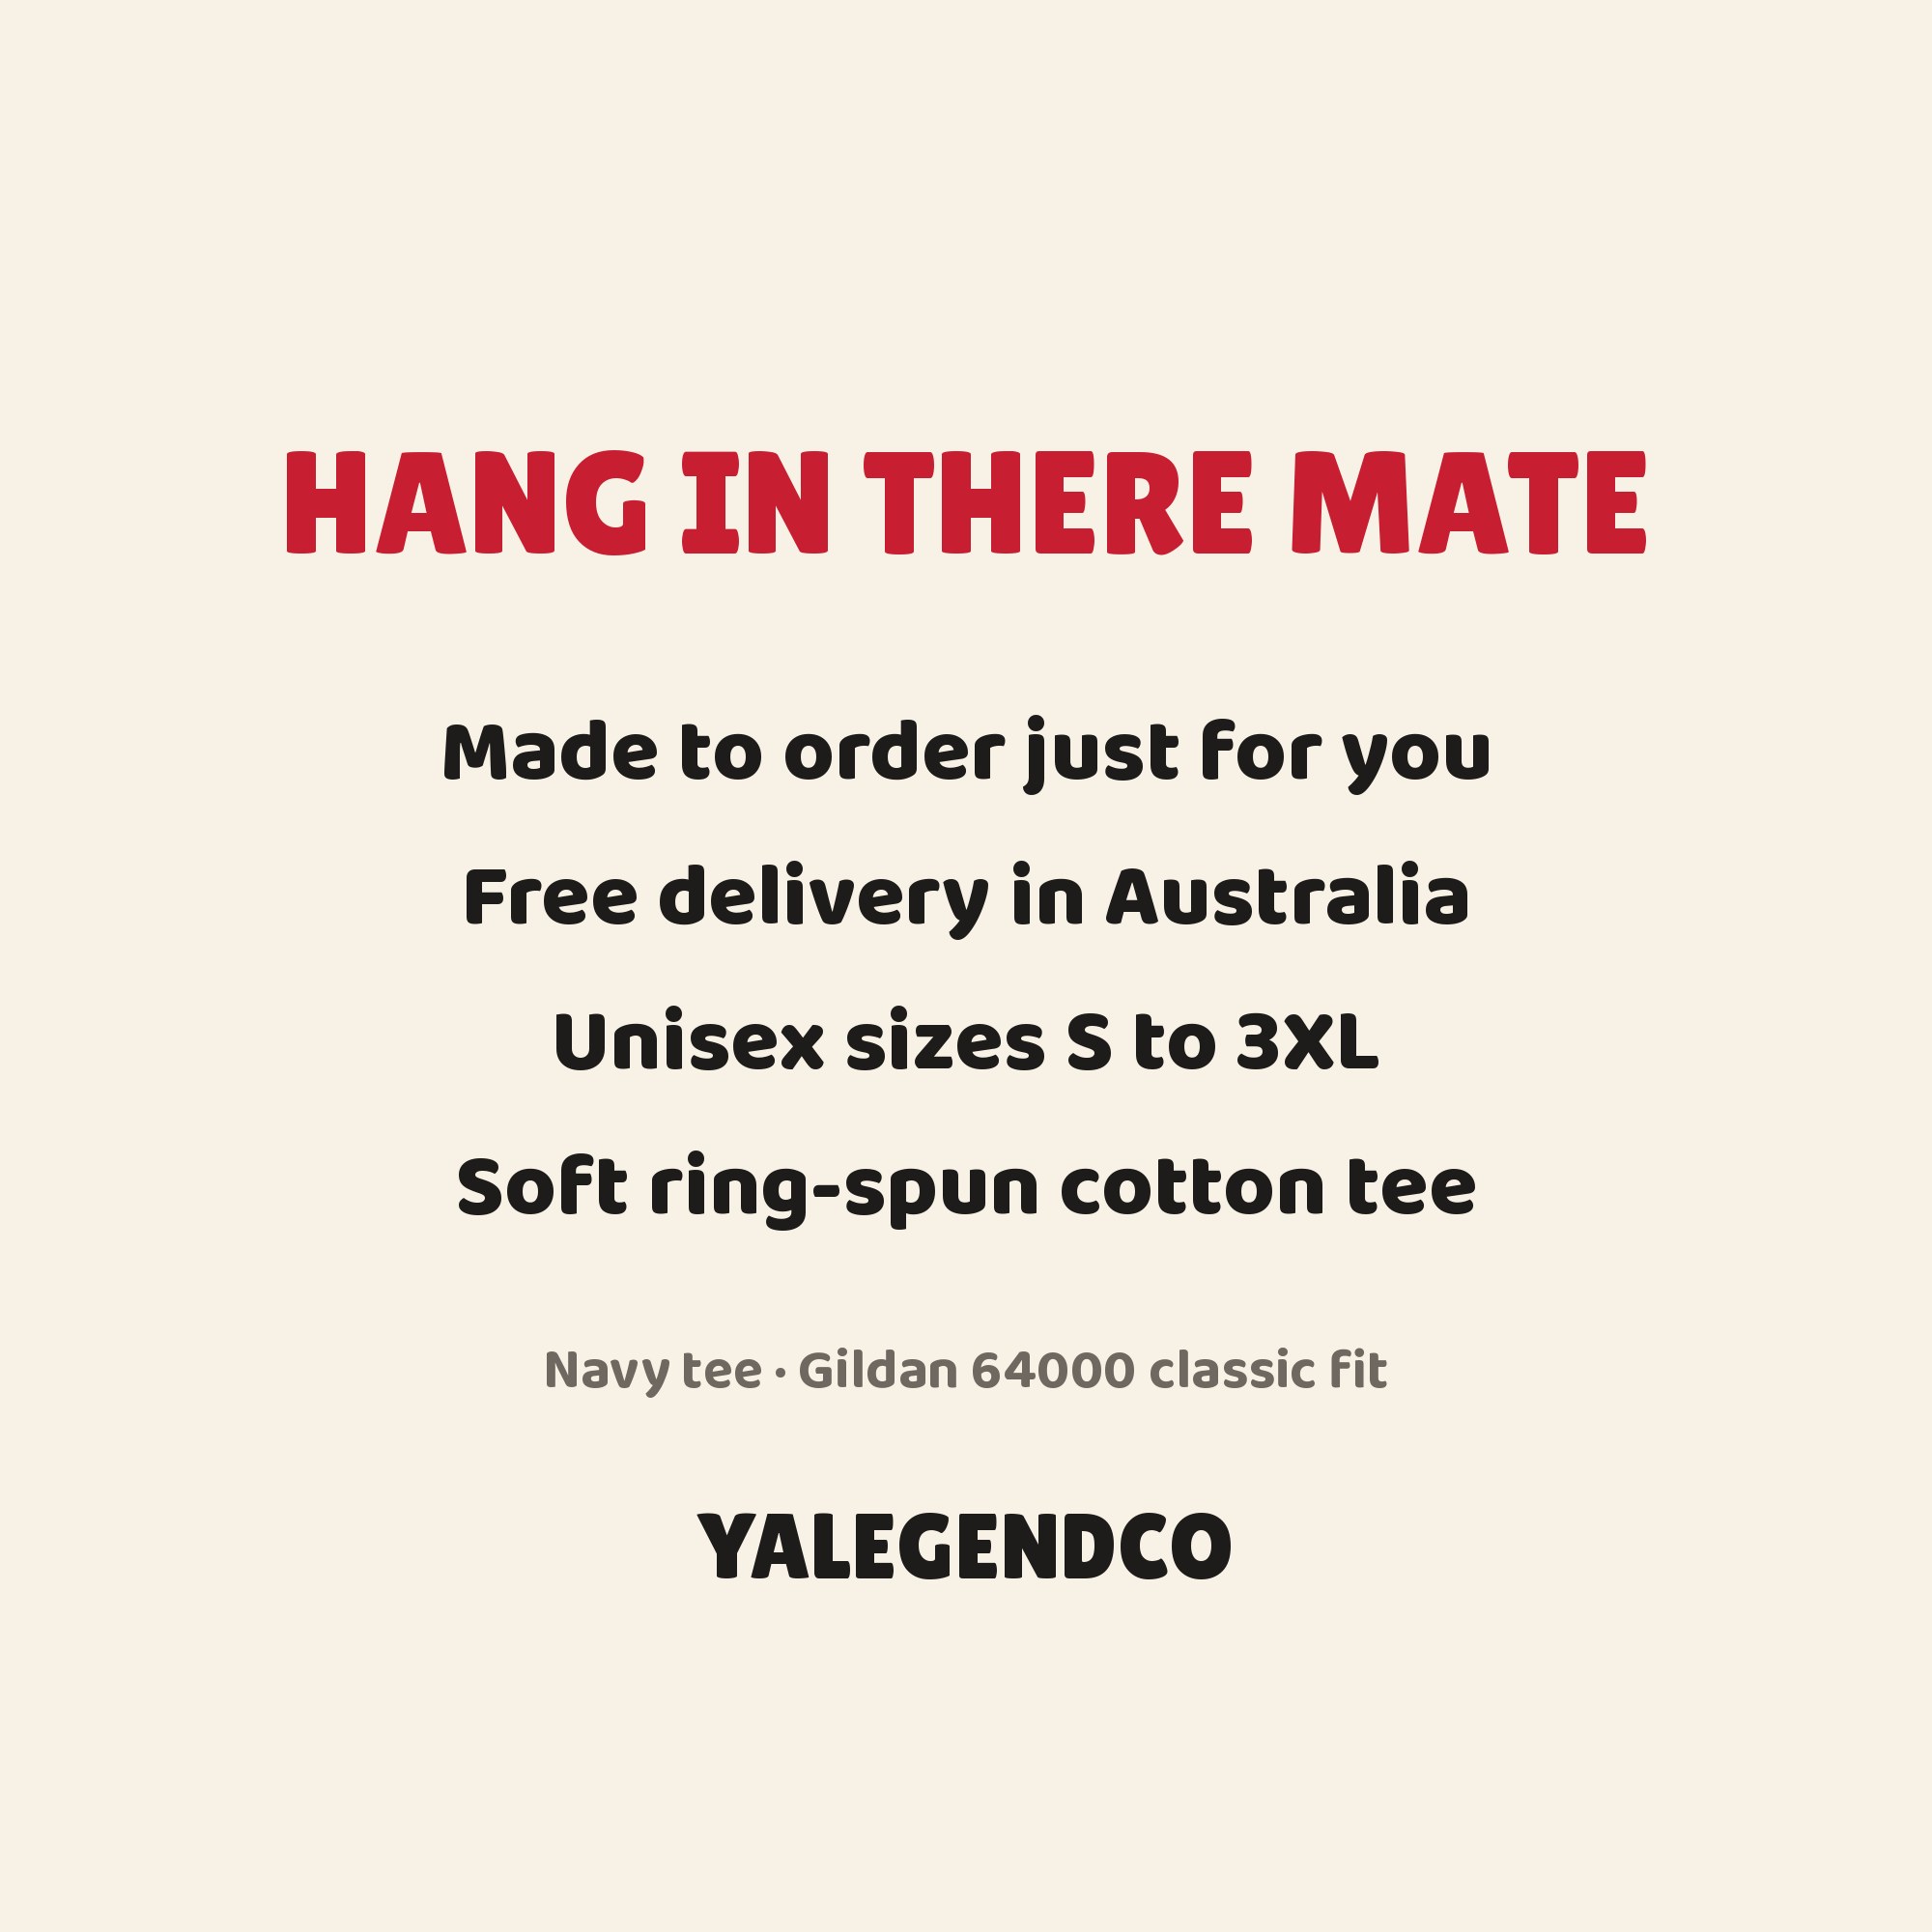 HANG IN THERE MATE
Made to order just for you
Free delivery in Australia
Unisex sizes S to 3XL
Soft ring-spun cotton tee
Navy tee · Gildan 64000 classic fit
YALEGENDCO